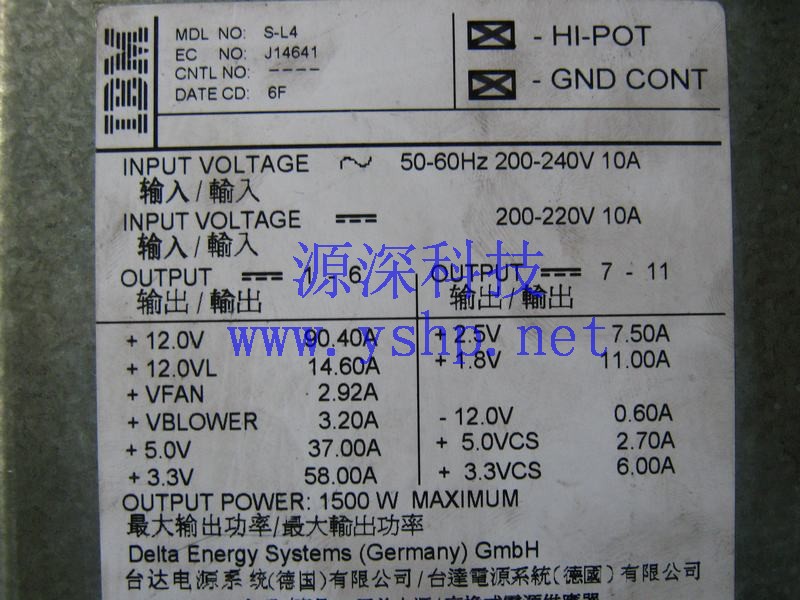 IBM
MDL NO: S-L4
EC NO: J14641
CNTL NO: ----
DATE CD: 6F
- HI-POT
- GND CONT
INPUT VOLTAGE 50-60Hz 200-240V 10A
输入 / 輸入
INPUT VOLTAGE 200-220V 10A
输入 / 輸入
OUTPUT 1 - 6
输出 / 輸出
OUTPUT 7 - 11
输出 / 輸出
+ 12.0V 90.40A
+ 12.0VL 14.60A
+ VFAN 2.92A
+ VBLOWER 3.20A
+ 5.0V 37.00A
+ 3.3V 58.00A
+ 2.5V 7.50A
+ 1.8V 11.00A
- 12.0V 0.60A
+ 5.0VCS 2.70A
+ 3.3VCS 6.00A
OUTPUT POWER: 1500 W MAXIMUM
最大输出功率/最大輸出功率
Delta Energy Systems (Germany) GmbH
台达电源系统(德国)有限公司/台達電源系統(德國)有限公司
源深科技
www.yshp.net